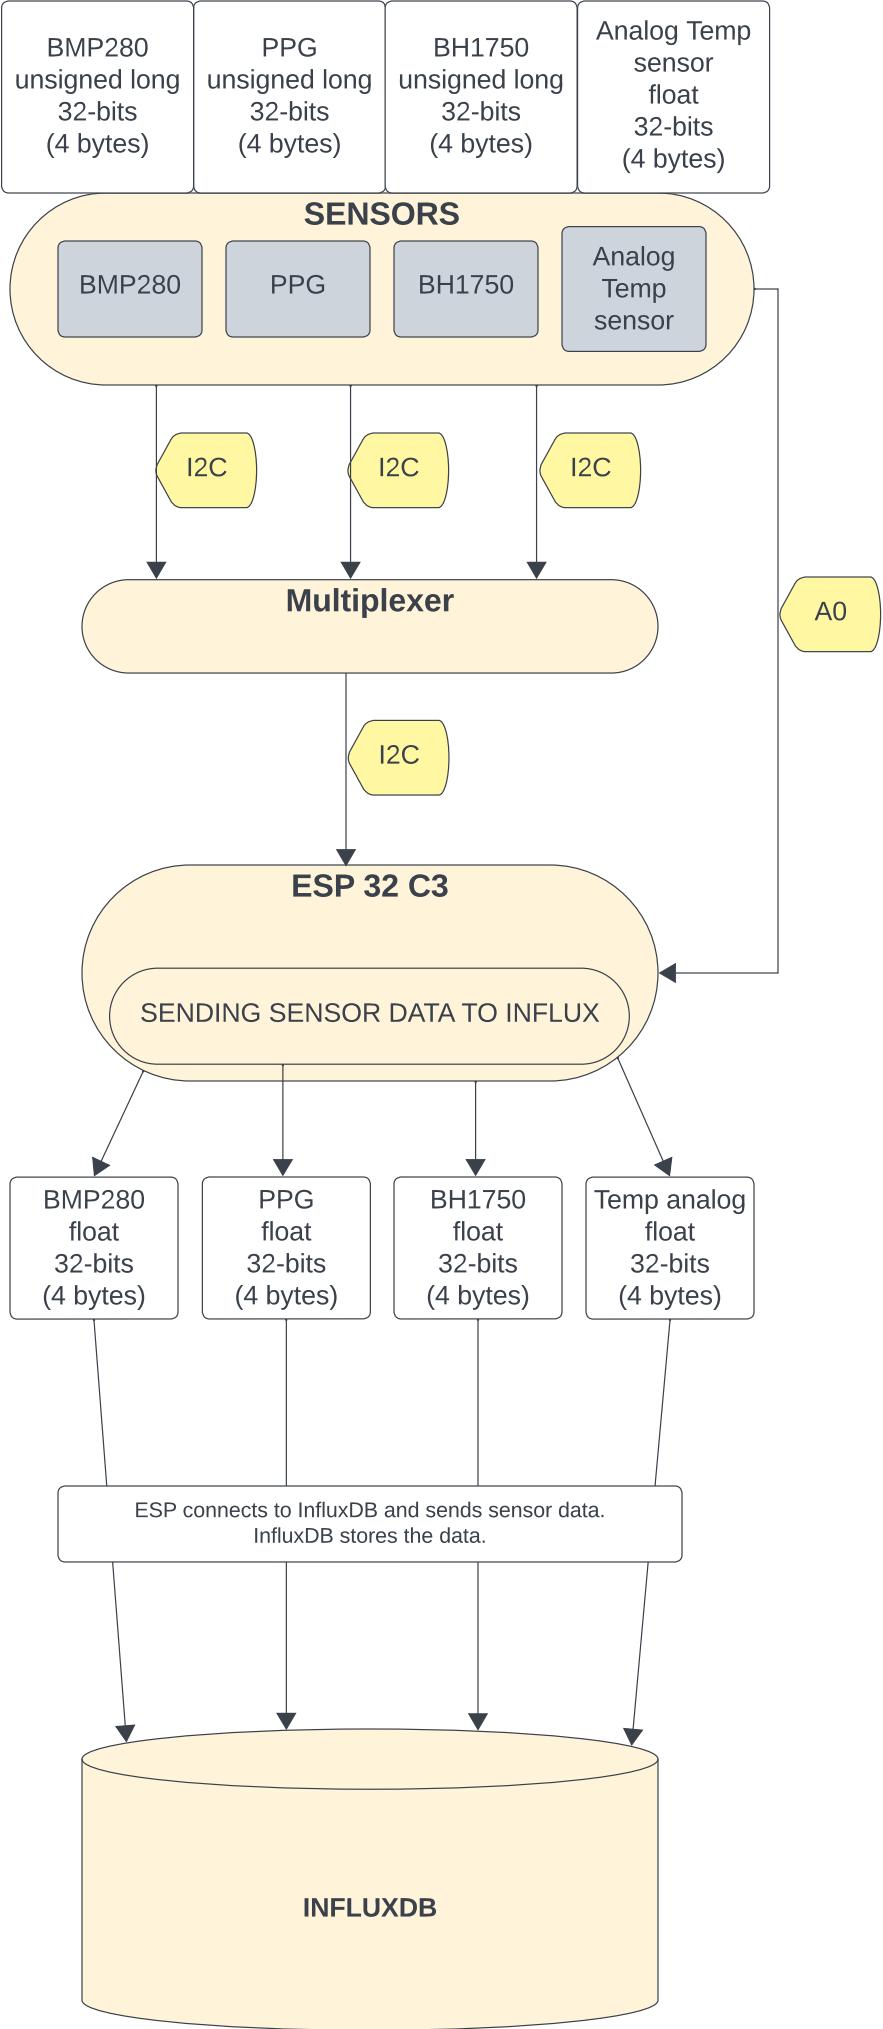 BMP280
unsigned long
32-bits
(4 bytes)
PPG
unsigned long
32-bits
(4 bytes)
BH1750
unsigned long
32-bits
(4 bytes)
Analog Temp
sensor
float
32-bits
(4 bytes)
SENSORS
BMP280
PPG
BH1750
Analog
Temp
sensor
I2C
I2C
I2C
Multiplexer
A0
I2C
ESP 32 C3
SENDING SENSOR DATA TO INFLUX
BMP280
float
32-bits
(4 bytes)
PPG
float
32-bits
(4 bytes)
BH1750
float
32-bits
(4 bytes)
Temp analog
float
32-bits
(4 bytes)
ESP connects to InfluxDB and sends sensor data.
InfluxDB stores the data.
INFLUXDB